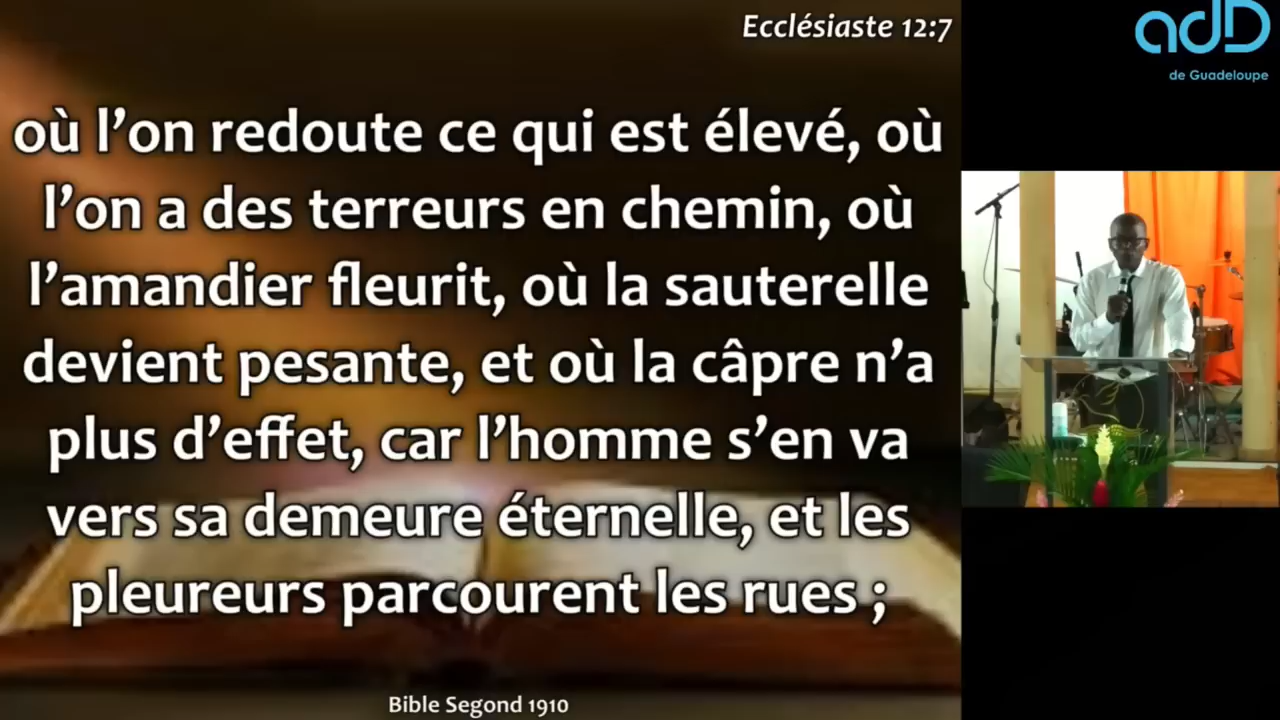 Ecclésiaste 12:7
où l’on redoute ce qui est élevé, où
l’on a des terreurs en chemin, où
l’amandier fleurit, où la sauterelle
devient pesante, et où la câpre n’a
plus d’effet, car l’homme s’en va
vers sa demeure éternelle, et les
pleureurs parcourent les rues ;
Bible Segond 1910
adD
de Guadeloupe